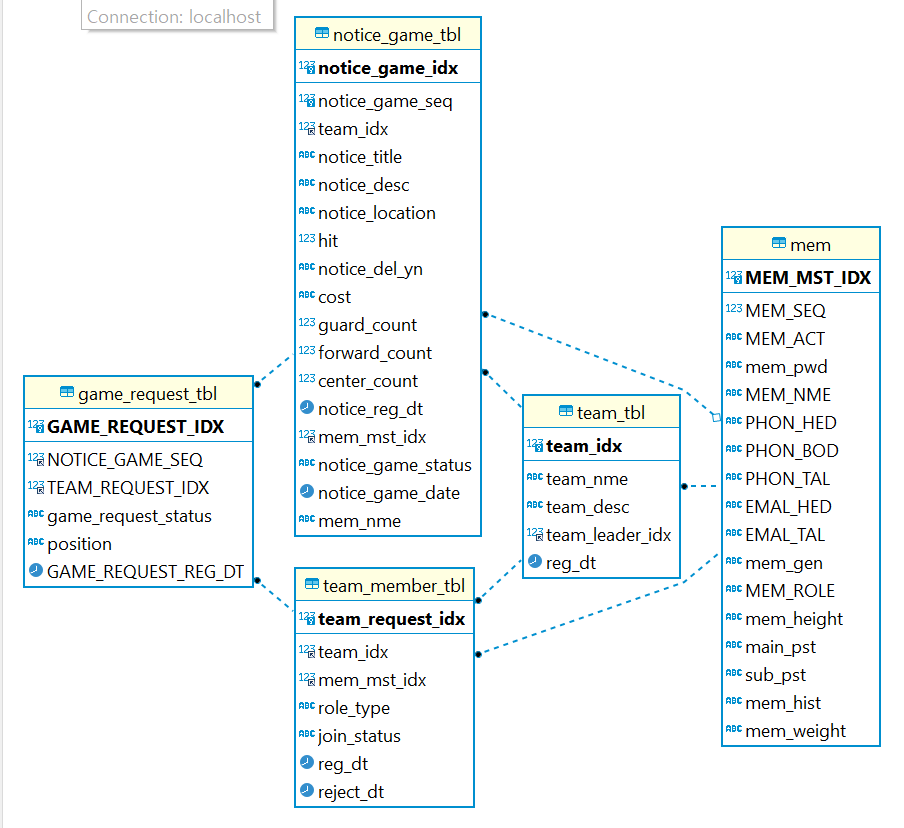 Connection: localhost
notice_game_tbl
notice_game_idx
notice_game_seq
team_idx
notice_title
notice_desc
notice_location
hit
notice_del_yn
cost
guard_count
forward_count
center_count
notice_reg_dt
mem_mst_idx
notice_game_status
notice_game_date
mem_nme
game_request_tbl
GAME_REQUEST_IDX
NOTICE_GAME_SEQ
TEAM_REQUEST_IDX
game_request_status
position
GAME_REQUEST_REG_DT
team_member_tbl
team_request_idx
team_idx
mem_mst_idx
role_type
join_status
reg_dt
reject_dt
team_tbl
team_idx
team_nme
team_desc
team_leader_idx
reg_dt
mem
MEM_MST_IDX
MEM_SEQ
MEM_ACT
mem_pwd
MEM_NME
PHON_HED
PHON_BOD
PHON_TAL
EMAL_HED
EMAL_TAL
mem_gen
MEM_ROLE
mem_height
main_pst
sub_pst
mem_hist
mem_weight